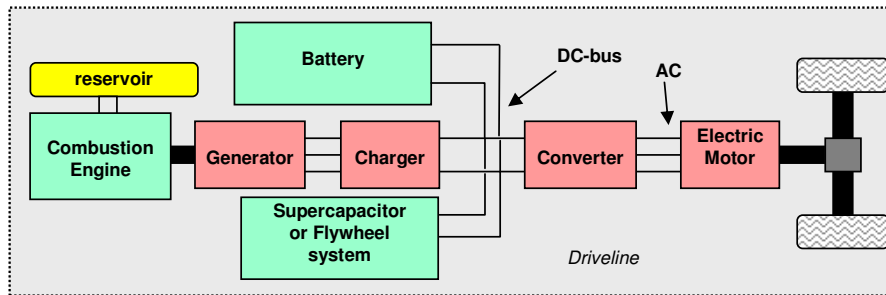 reservoir
Battery
DC-bus
AC
Combustion
Engine
Generator
Charger
Converter
Electric
Motor
Supercapacitor
or Flywheel
system
Driveline